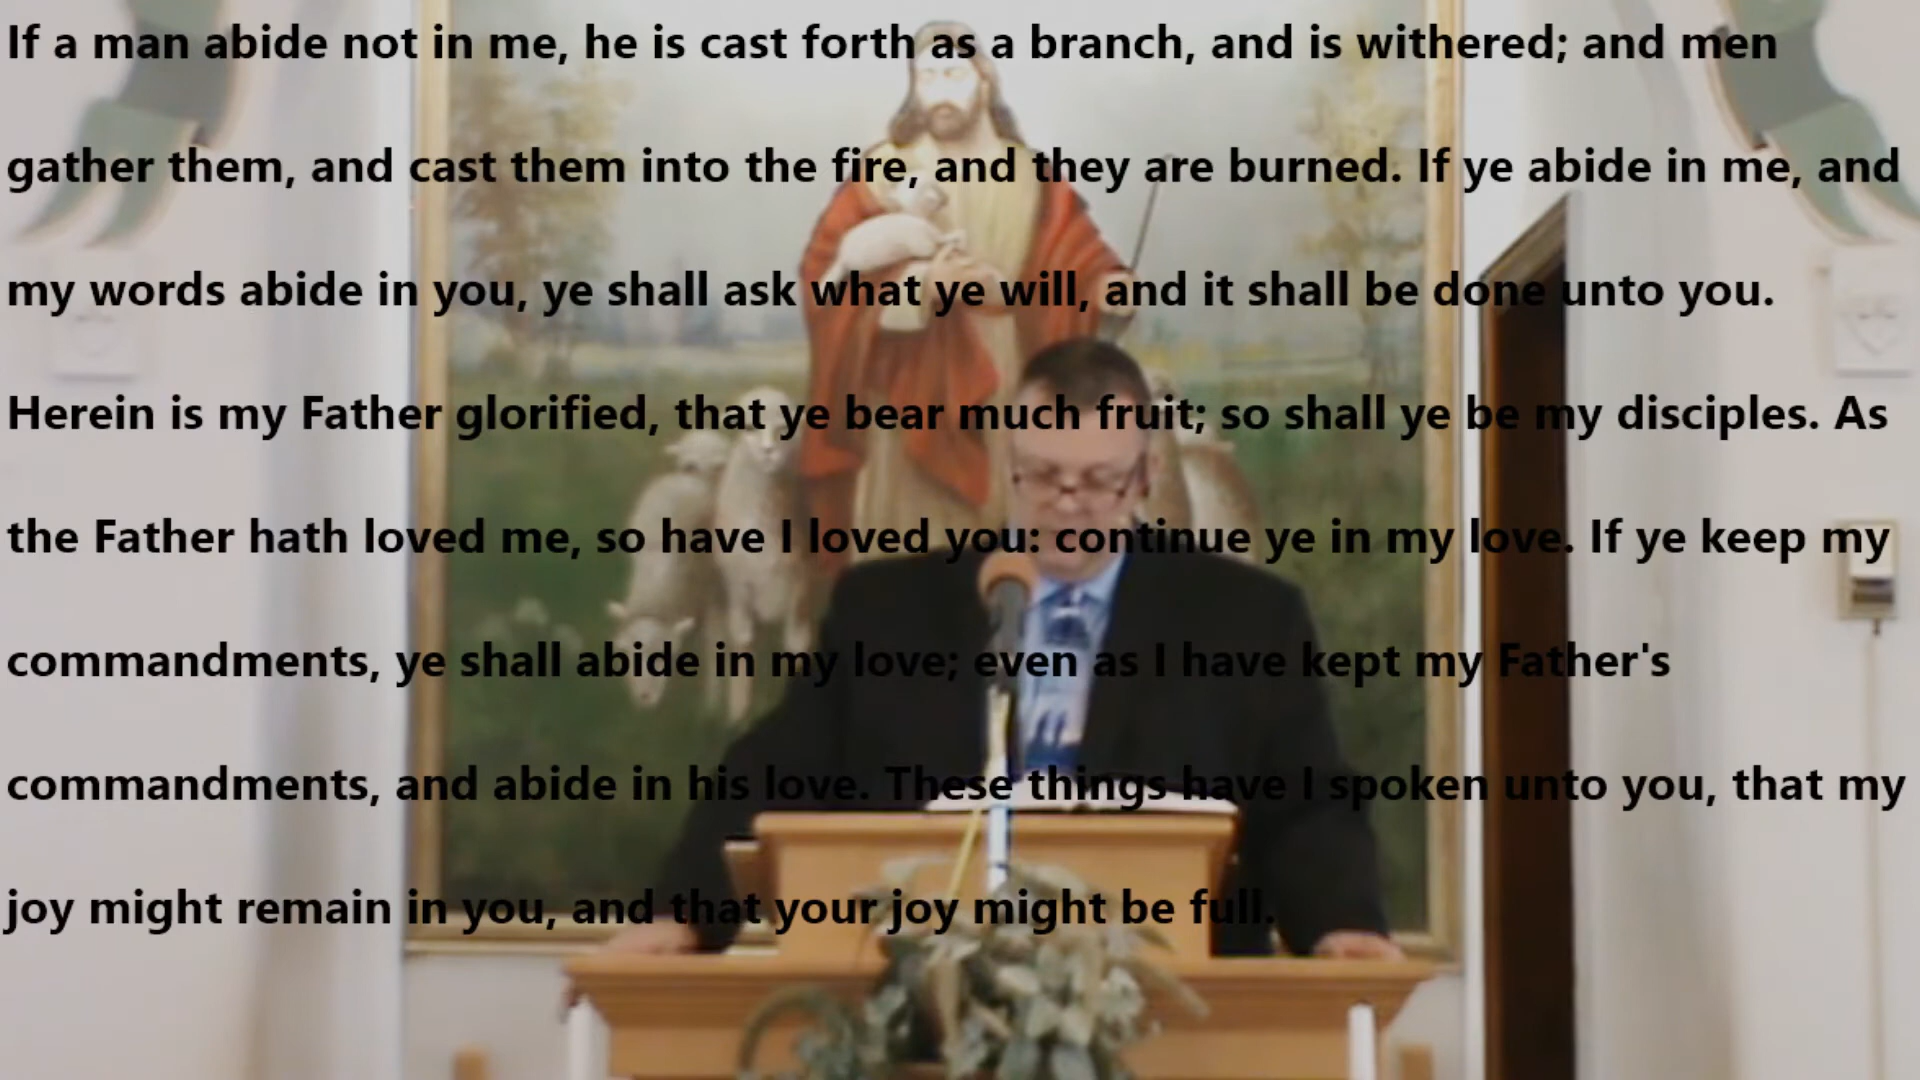 If a man abide not in me, he is cast forth as a branch, and is withered; and men
gather them, and cast them into the fire, and they are burned. If ye abide in me, and
my words abide in you, ye shall ask what ye will, and it shall be done unto you.
Herein is my Father glorified, that ye bear much fruit; so shall ye be my disciples. As
the Father hath loved me, so have I loved you: continue ye in my love. If ye keep my
commandments, ye shall abide in my love; even as I have kept my Father's
commandments, and abide in his love. These things have I spoken unto you, that my
joy might remain in you, and that your joy might be full.